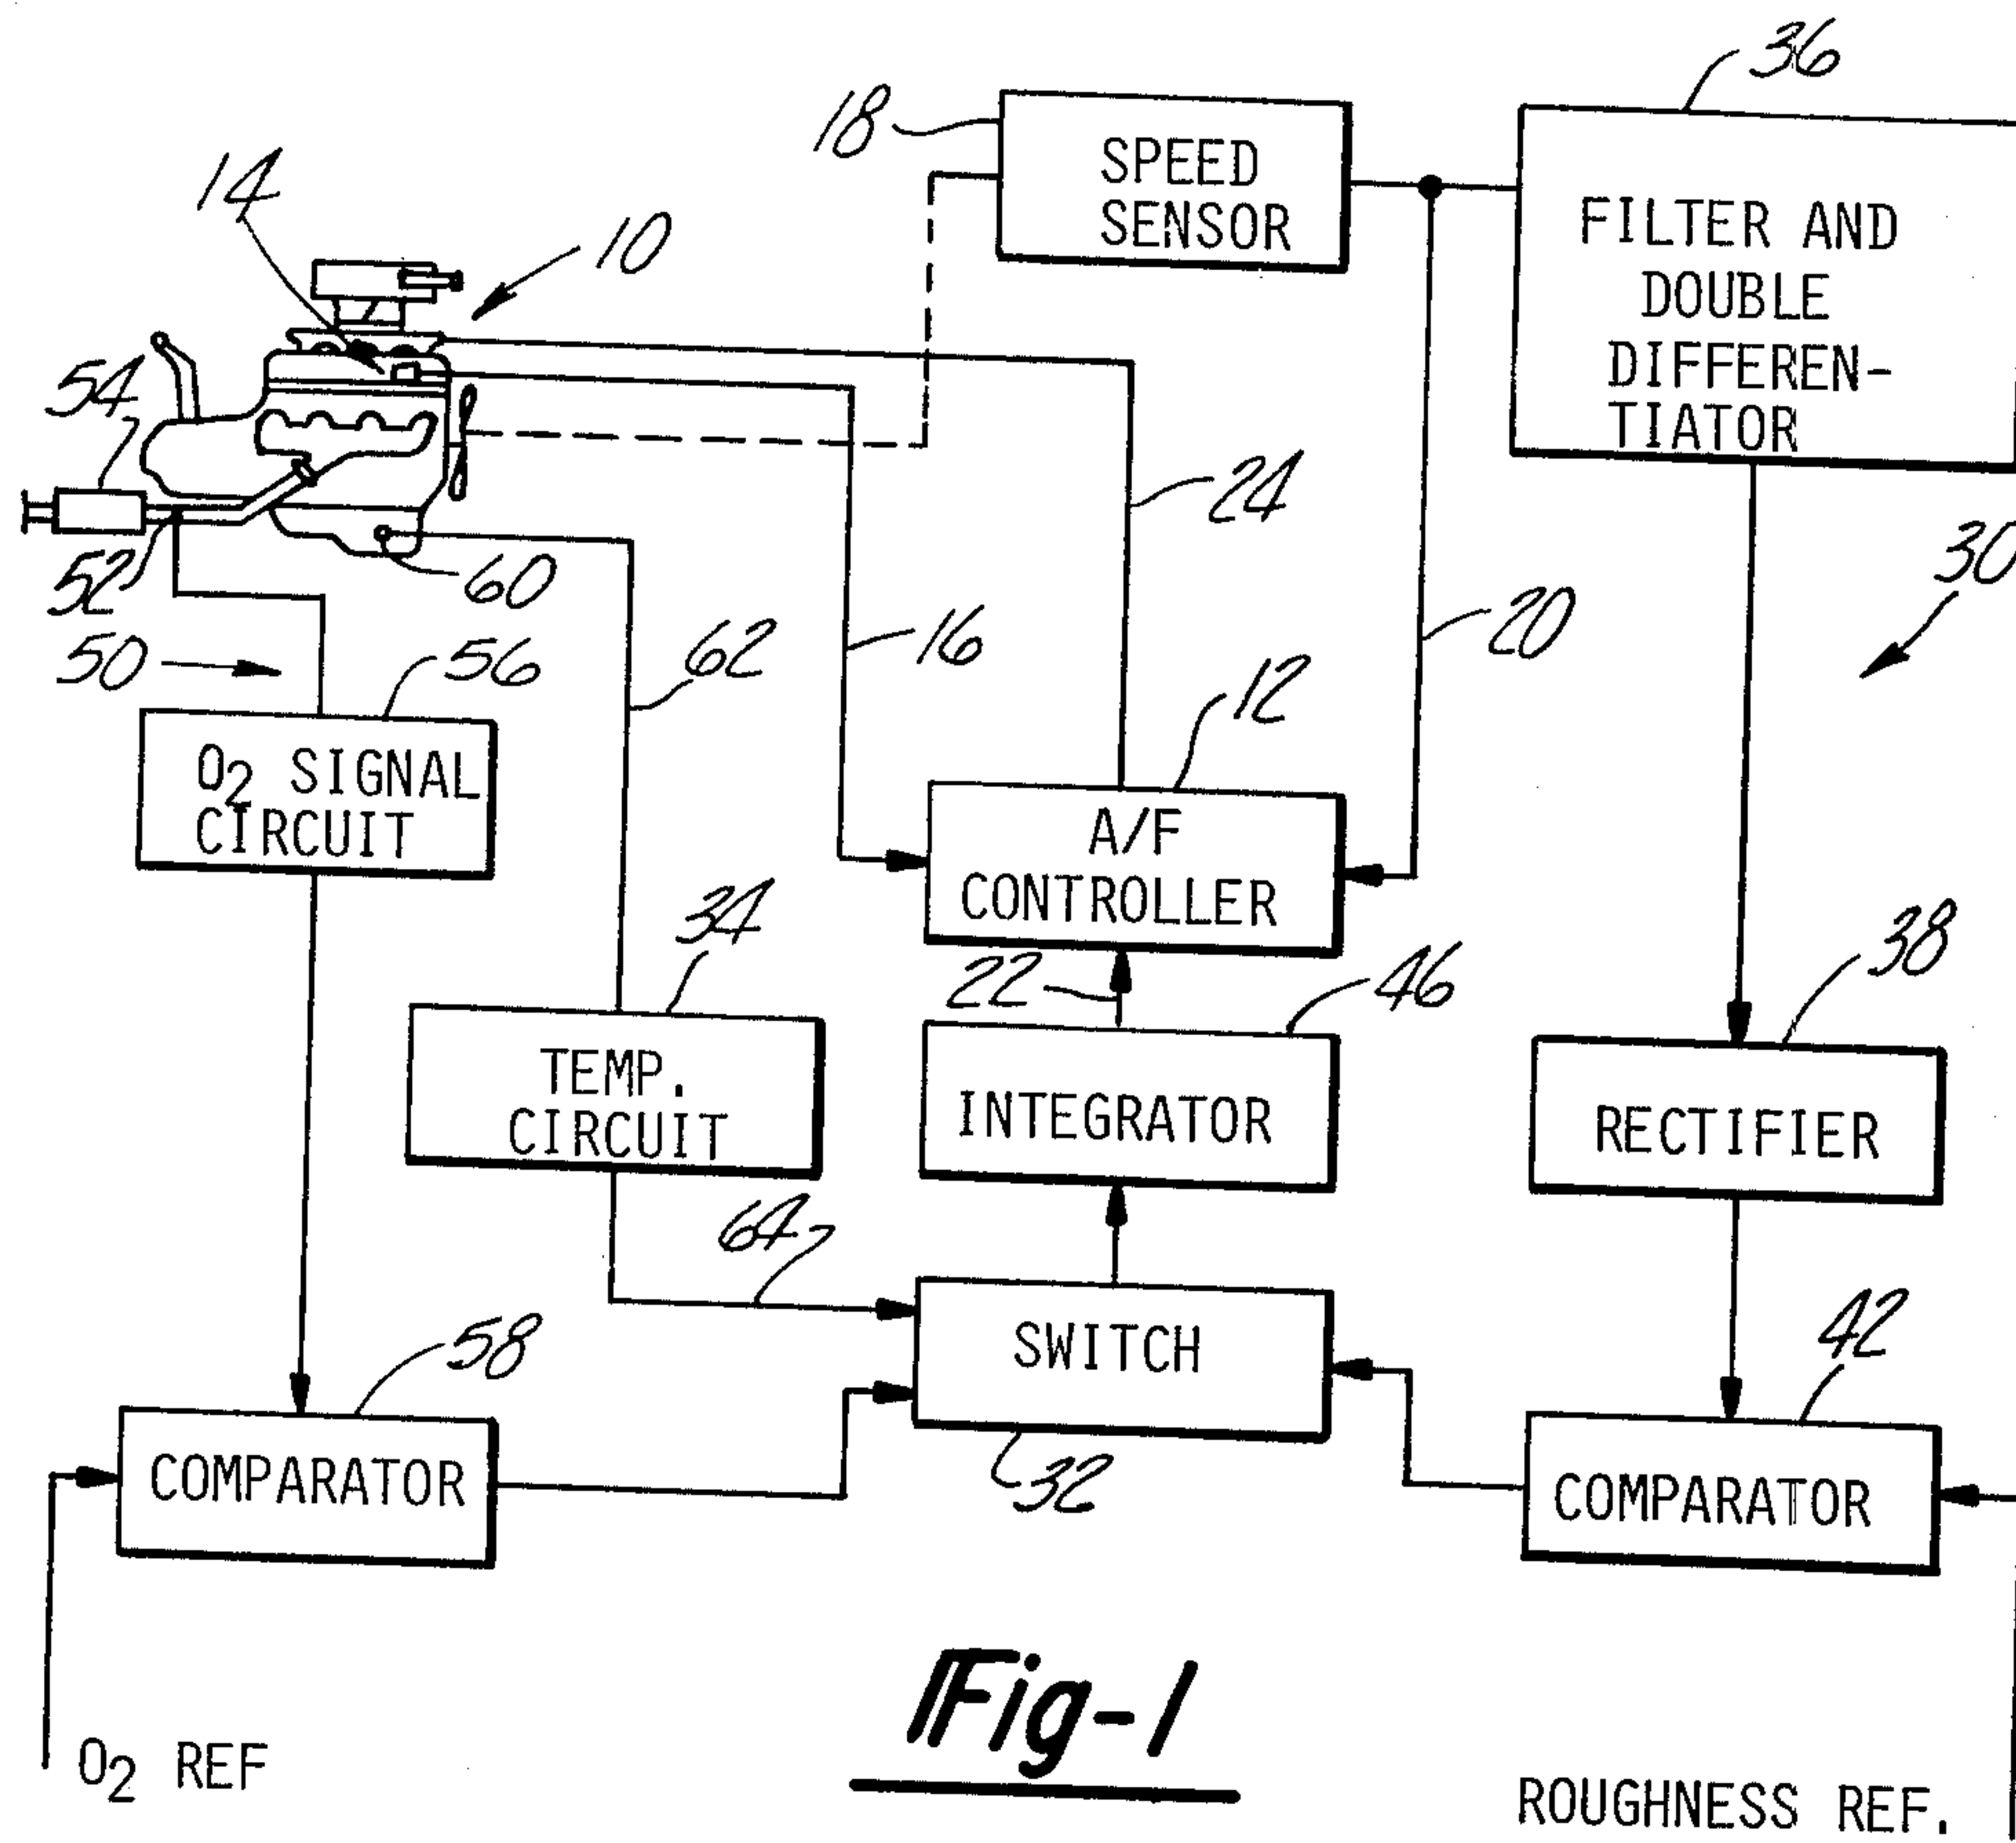 36
18
SPEED
SENSOR
FILTER AND
DOUBLE
DIFFEREN-
TIATOR
14
10
54
24
30
52
60
20
16
62
50
56
12
O2 SIGNAL
CIRCUIT
A/F
CONTROLLER
34
38
22
46
TEMP.
CIRCUIT
INTEGRATOR
RECTIFIER
64
42
58
SWITCH
COMPARATOR
32
COMPARATOR
Fig-1
O2 REF
ROUGHNESS REF.